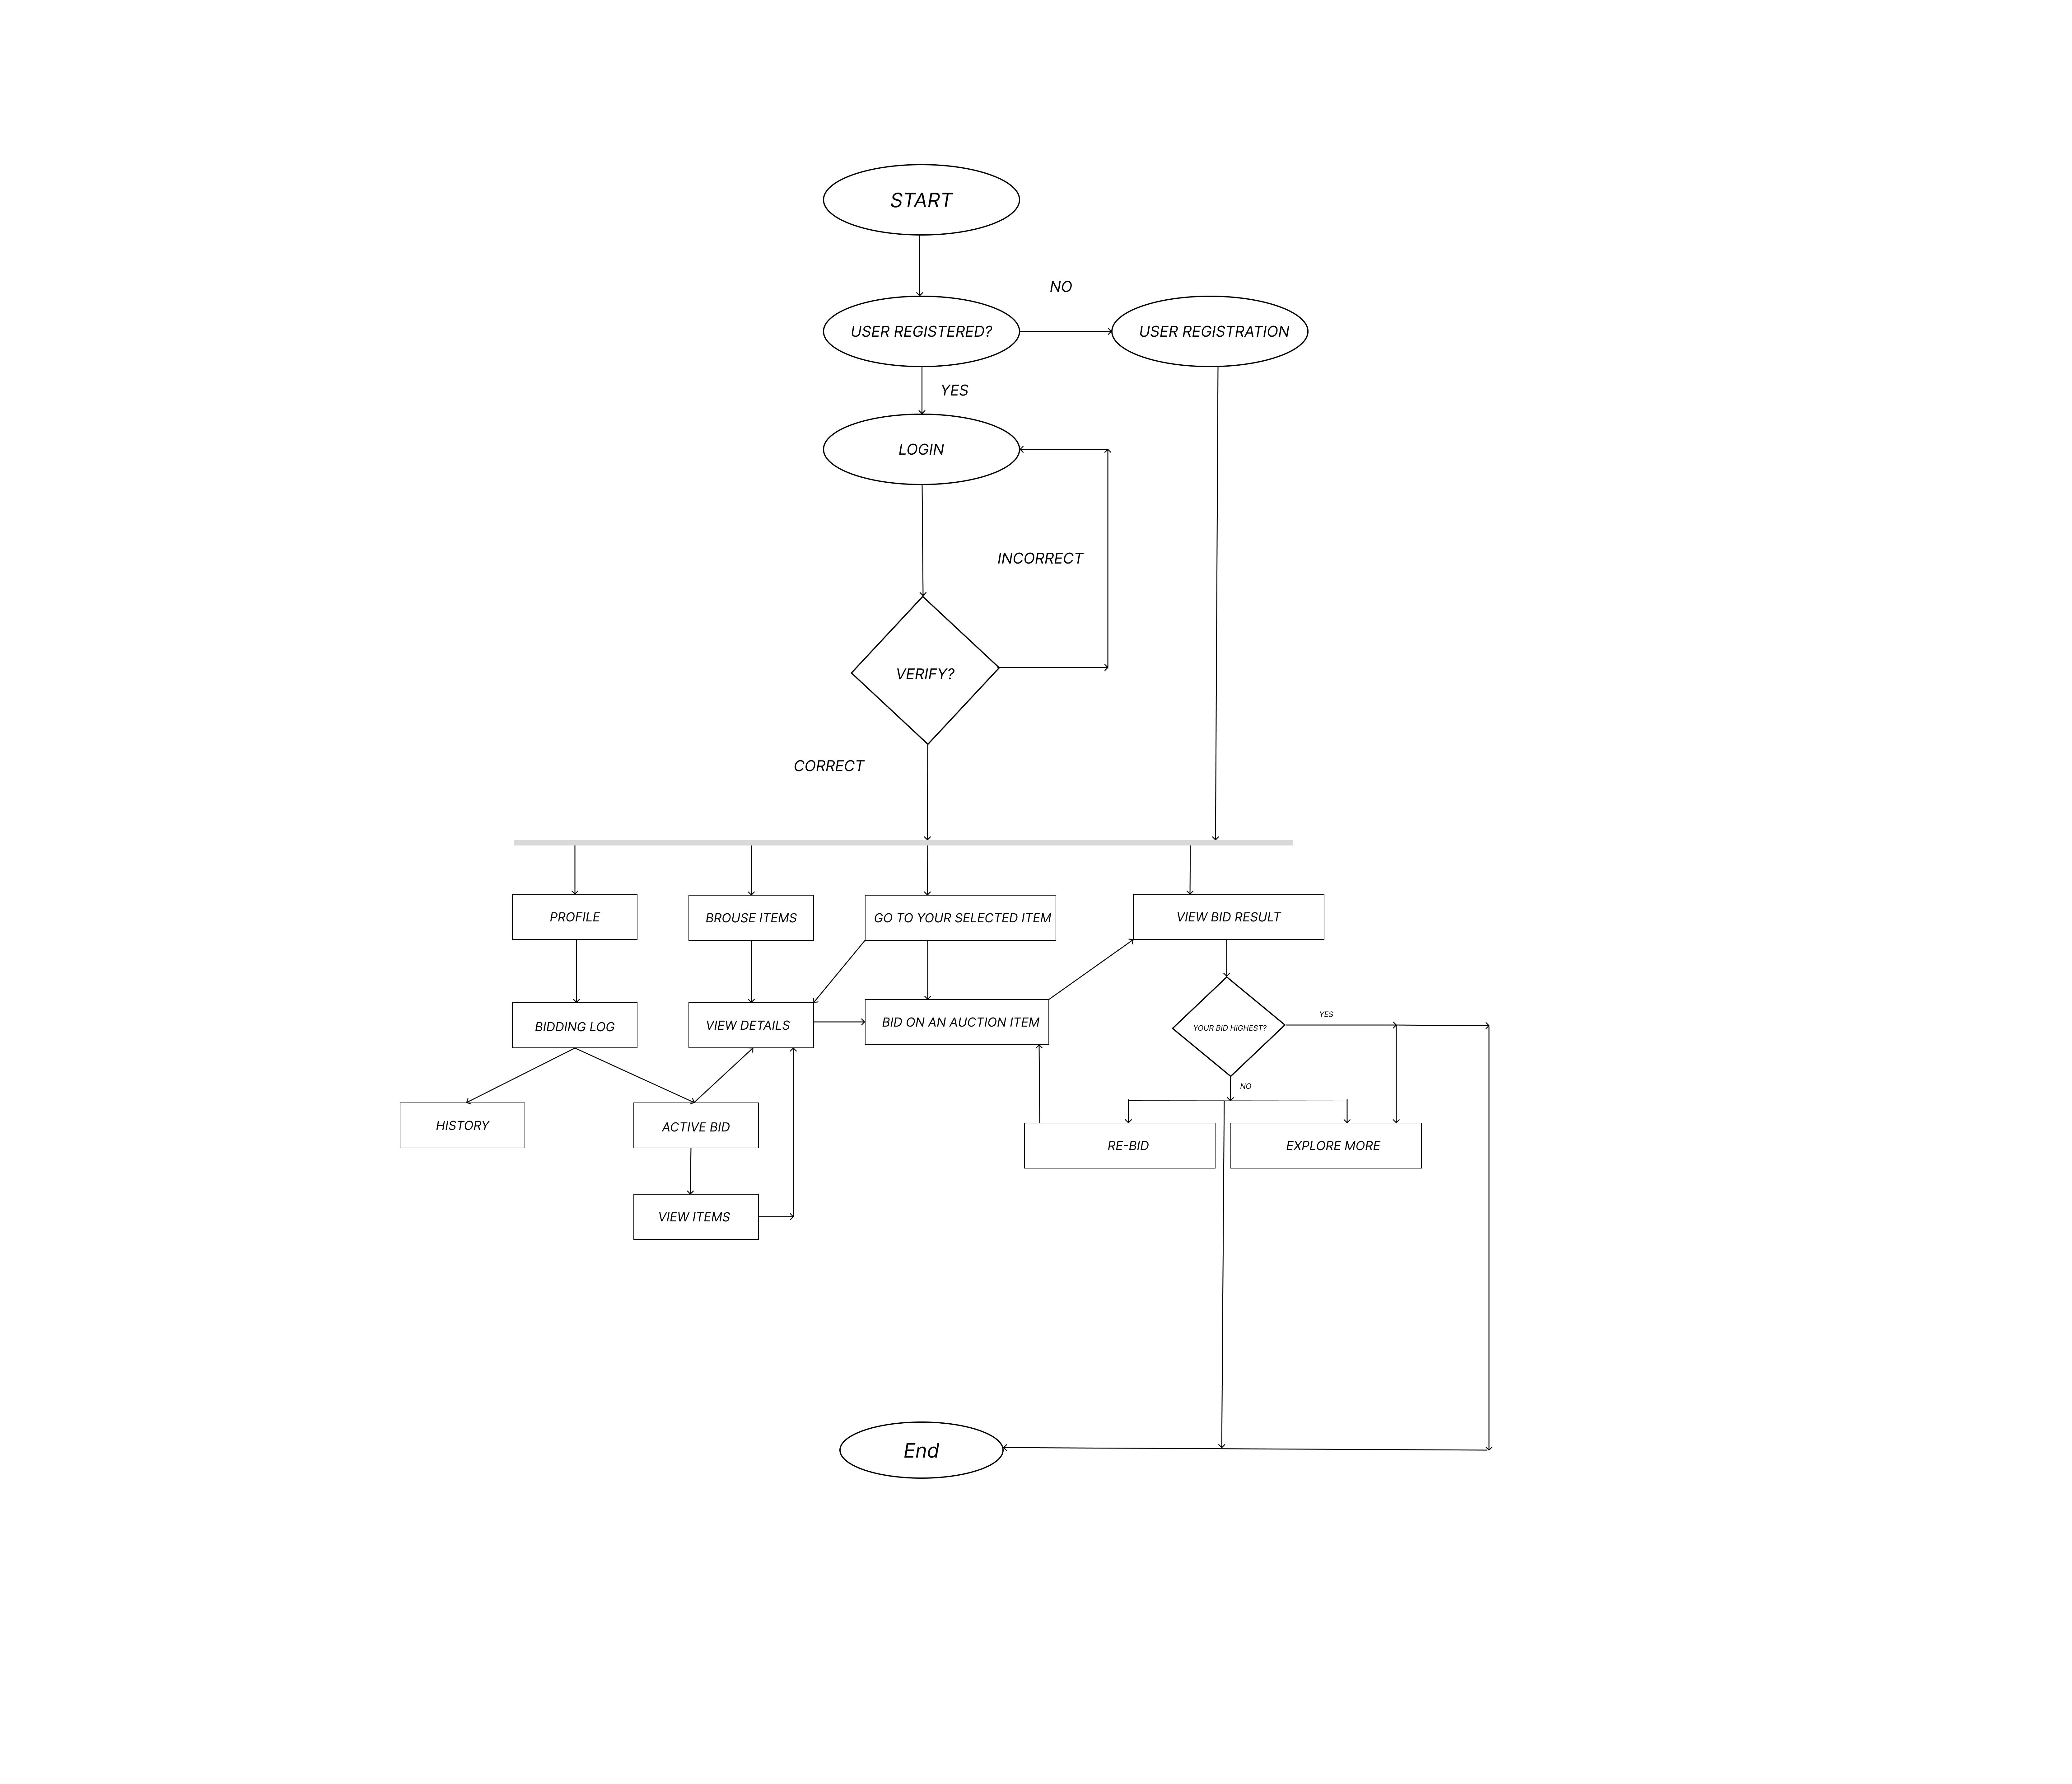 START
NO
USER REGISTERED?
USER REGISTRATION
YES
LOGIN
INCORRECT
VERIFY?
CORRECT
PROFILE
BROUSE ITEMS
GO TO YOUR SELECTED ITEM
VIEW BID RESULT
BIDDING LOG
VIEW DETAILS
BID ON AN AUCTION ITEM
YOUR BID HIGHEST?
YES
NO
HISTORY
ACTIVE BID
RE-BID
EXPLORE MORE
VIEW ITEMS
End